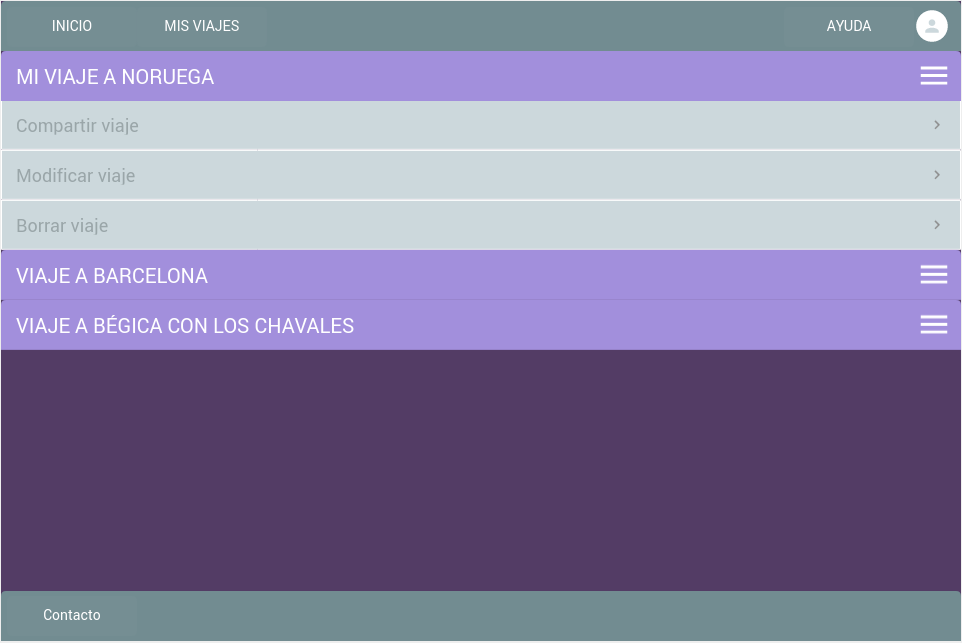 INICIO MIS VIAJES AYUDA
MI VIAJE A NORUEGA
Compartir viaje
Modificar viaje
Borrar viaje
VIAJE A BARCELONA
VIAJE A BÉGICA CON LOS CHAVALES
Contacto